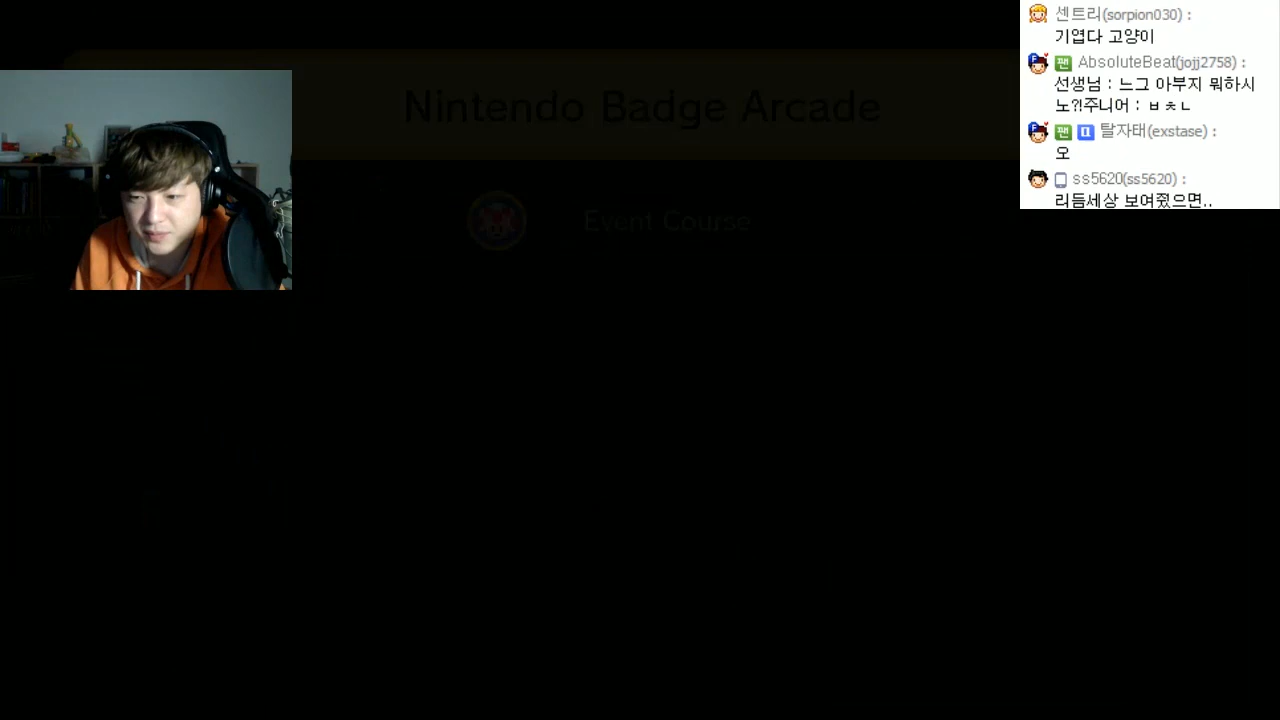 Nintendo Badge Arcade
Event Course
센트리(sorpion030) :
기엽다 고양이
팬 AbsoluteBeat(jojj2758) :
선생님 : 느그 아부지 뭐하시
노?!주니어 : ㅂㅊㄴ
팬 탈자태(exstase) :
오
ss5620(ss5620) :
리듬세상 보여줬으면..